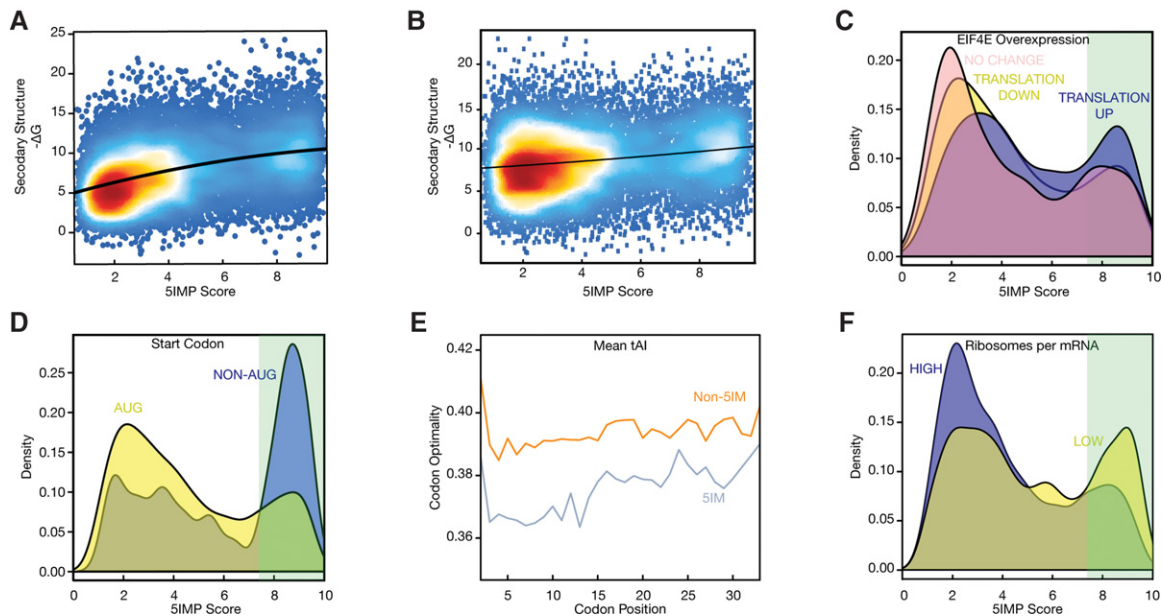 A
Secodary Structure
-ΔG
25
20
15
10
5
0
2
4
6
8
5IMP Score
B
Secodary Structure
-ΔG
20
15
10
5
0
2
4
6
8
5IMP Score
C
EIF4E Overexpression
NO CHANGE
TRANSLATION
DOWN
TRANSLATION
UP
Density
0.20
0.15
0.10
0.05
0.00
0
2
4
6
8
10
5IMP Score
D
Start Codon
NON-AUG
AUG
Density
0.25
0.20
0.15
0.10
0.05
0.00
0
2
4
6
8
10
5IMP Score
E
Mean tAI
Non-5IM
5IM
Codon Optimality
0.42
0.40
0.38
0.36
5
10
15
20
25
30
Codon Position
F
Ribosomes per mRNA
HIGH
LOW
Density
0.20
0.15
0.10
0.05
0.00
0
2
4
6
8
10
5IMP Score